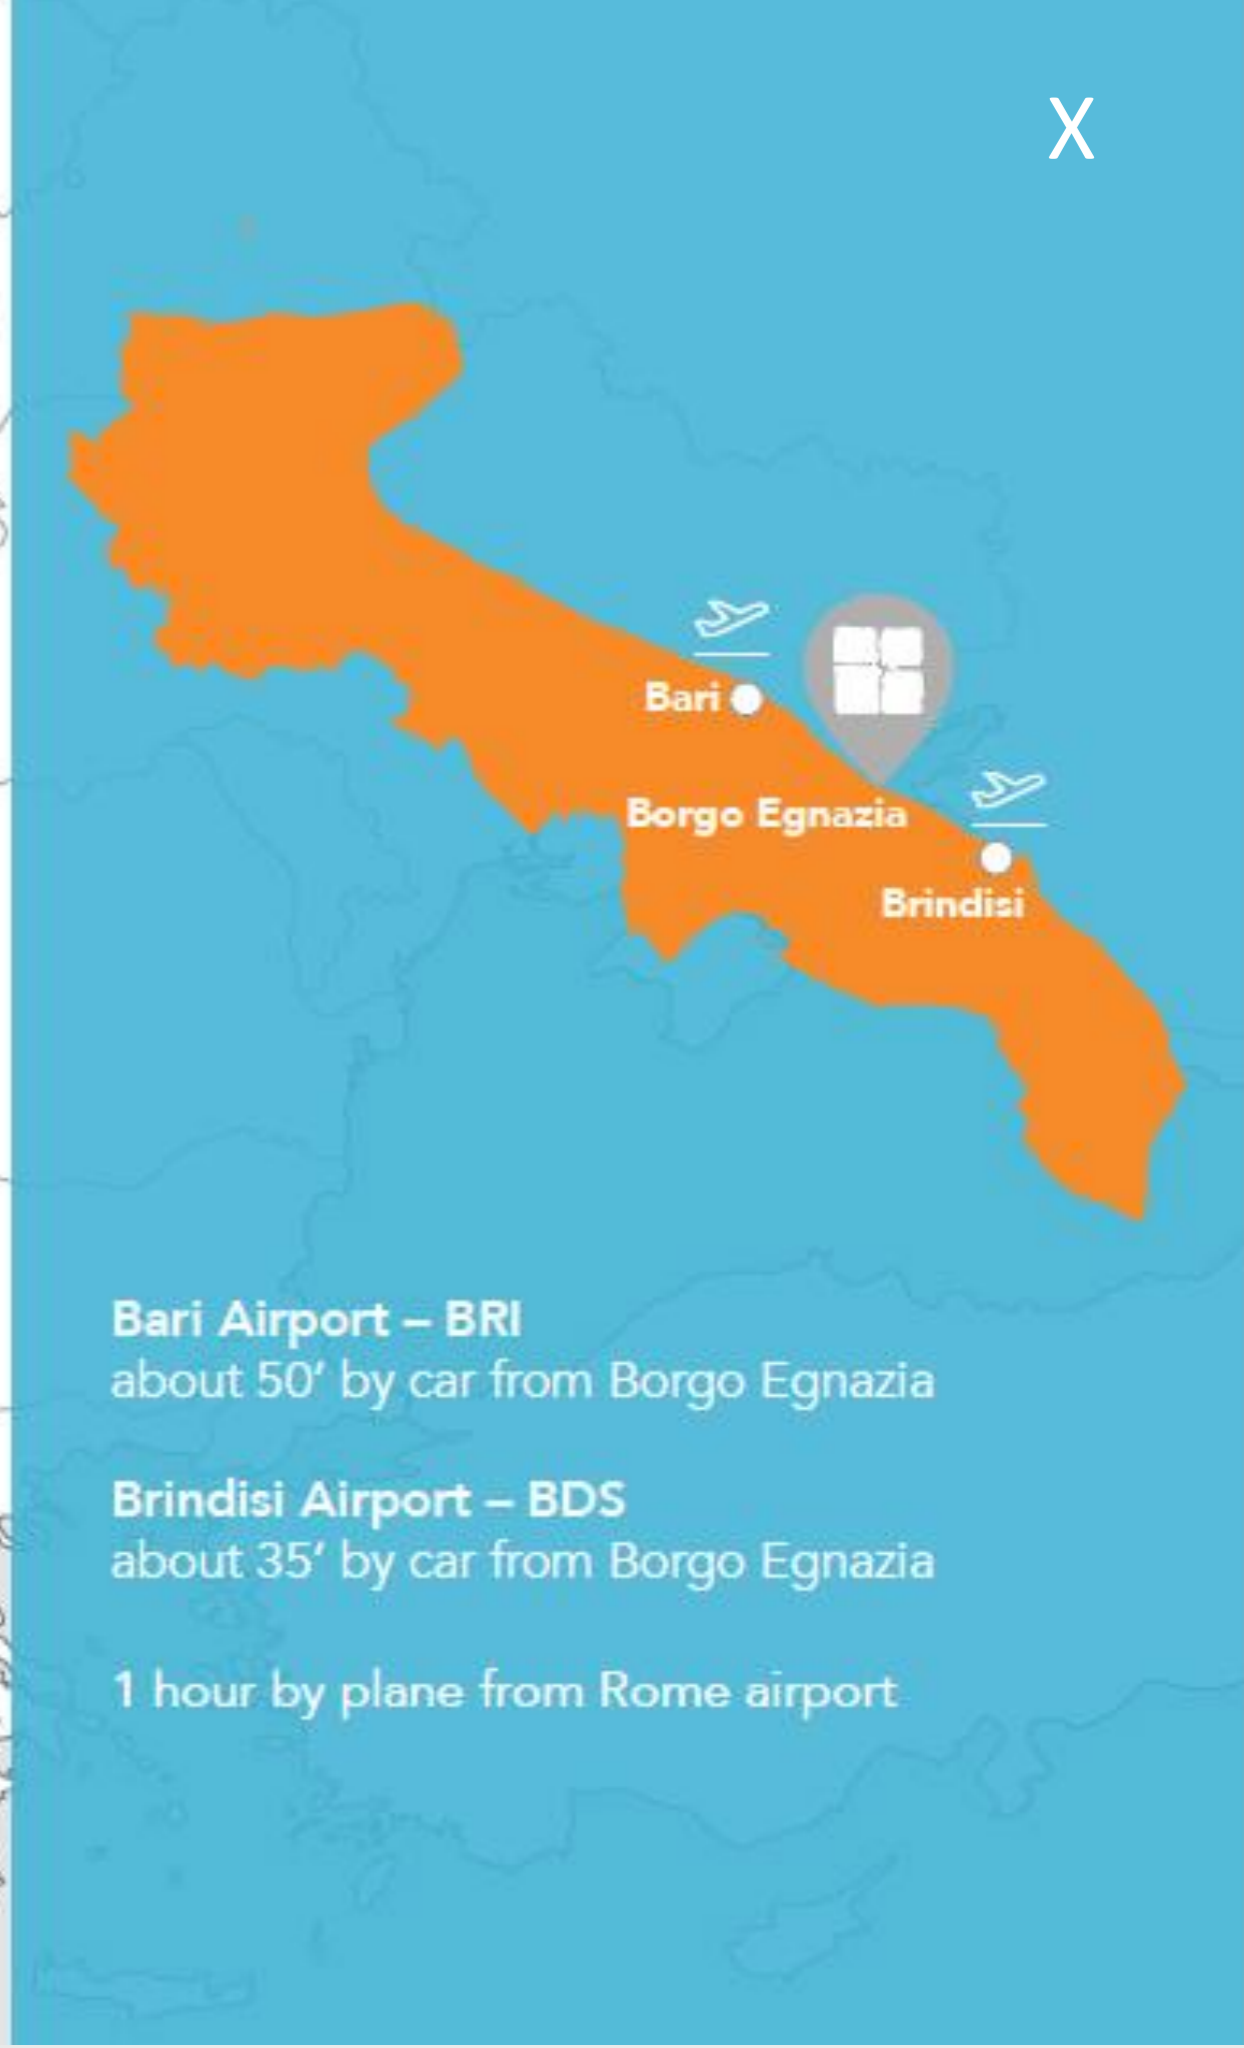 X
Bari
Borgo Egnazia
Brindisi
Bari Airport – BRI
about 50’ by car from Borgo Egnazia
Brindisi Airport – BDS
about 35’ by car from Borgo Egnazia
1 hour by plane from Rome airport